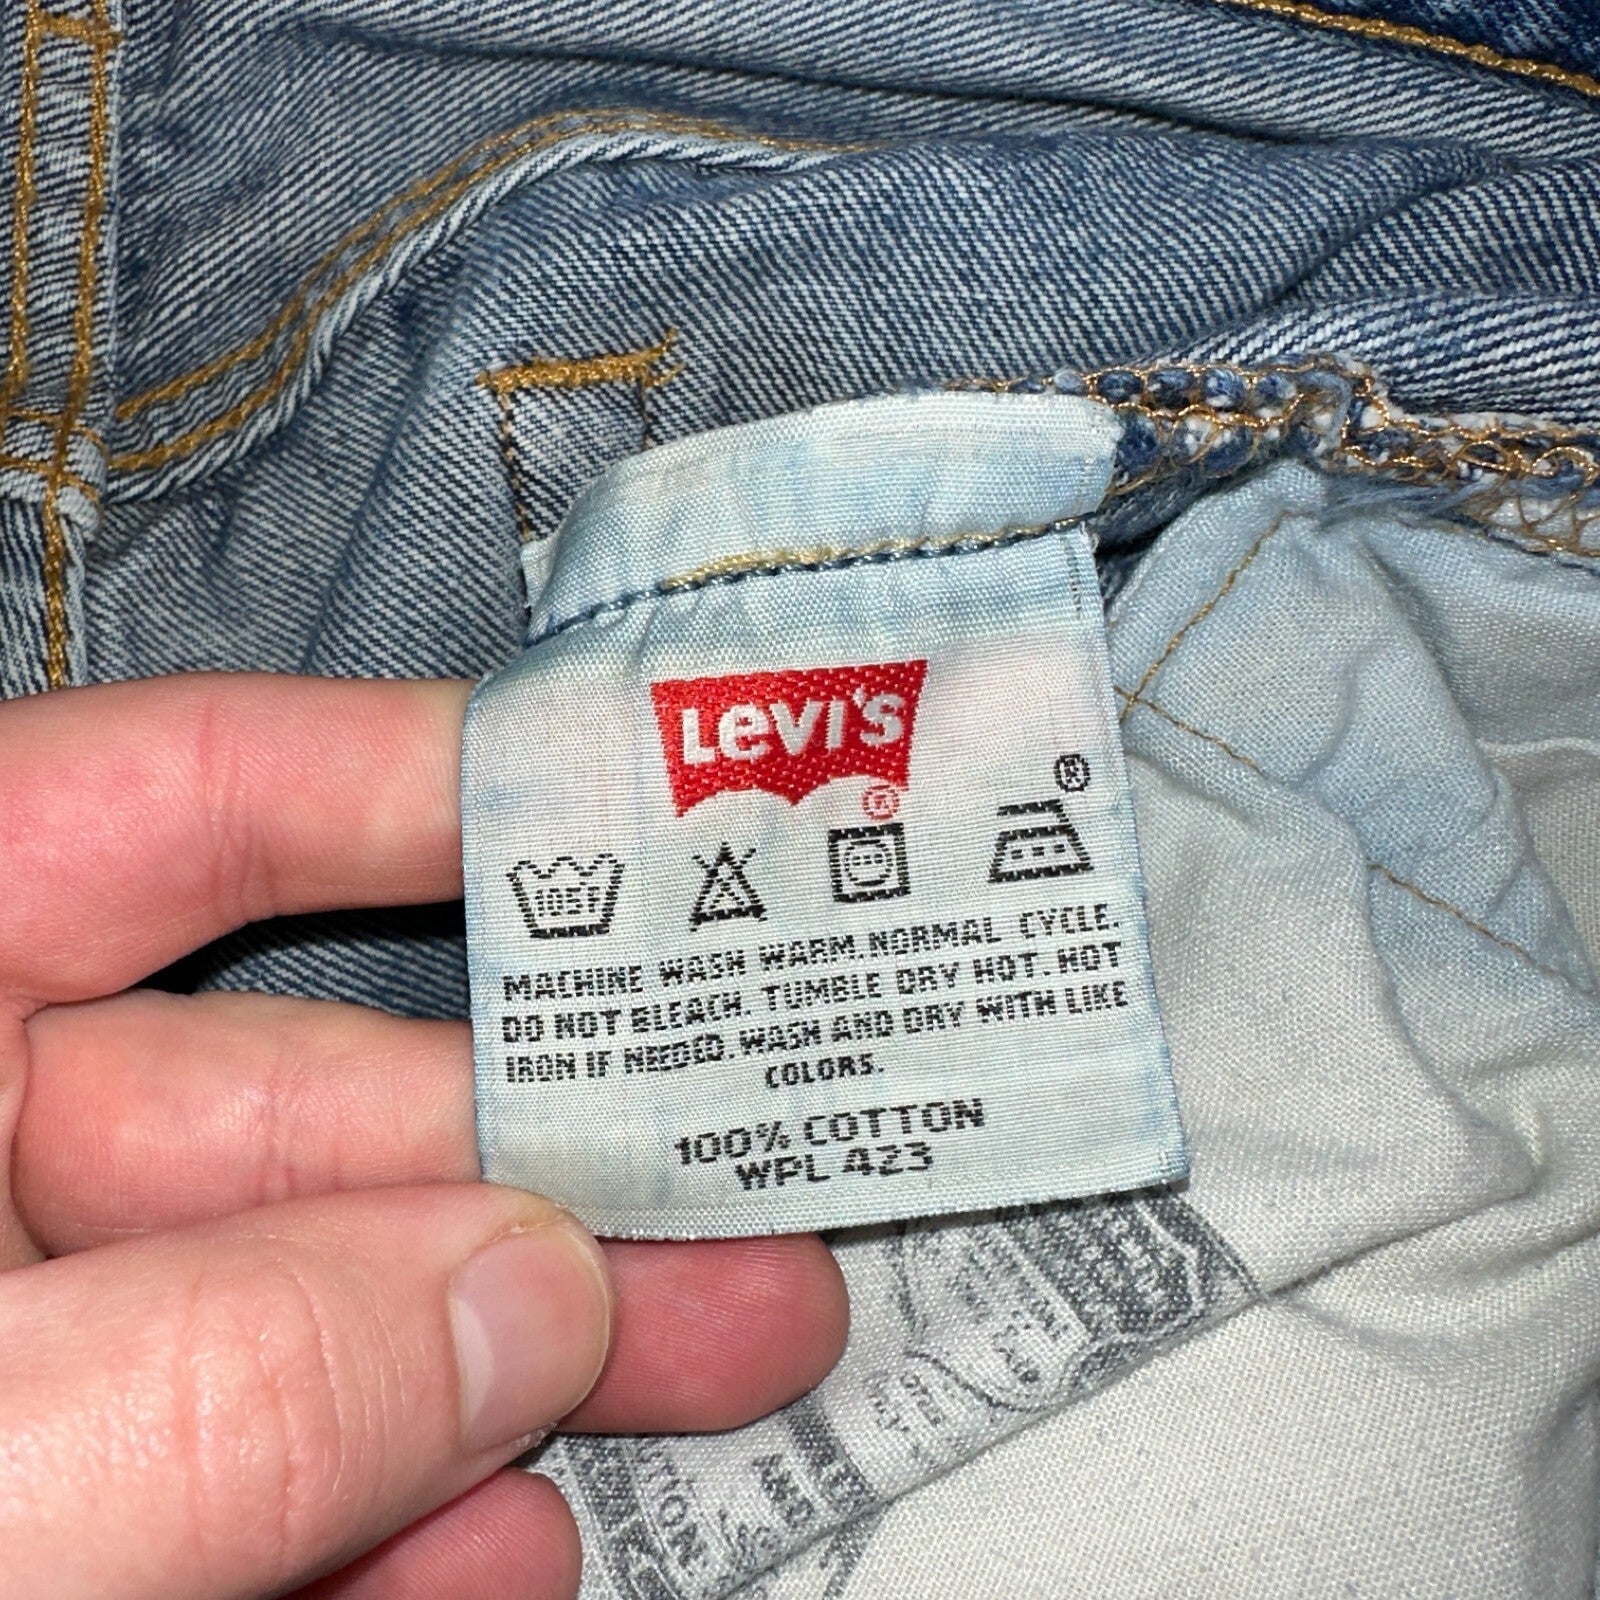 Levi's
®
®
105F
MACHINE WASH WARM. NORMAL CYCLE.
DO NOT BLEACH. TUMBLE DRY HOT. HOT
IRON IF NEEDED. WASH AND DRY WITH LIKE
COLORS.
100% COTTON
WPL 423